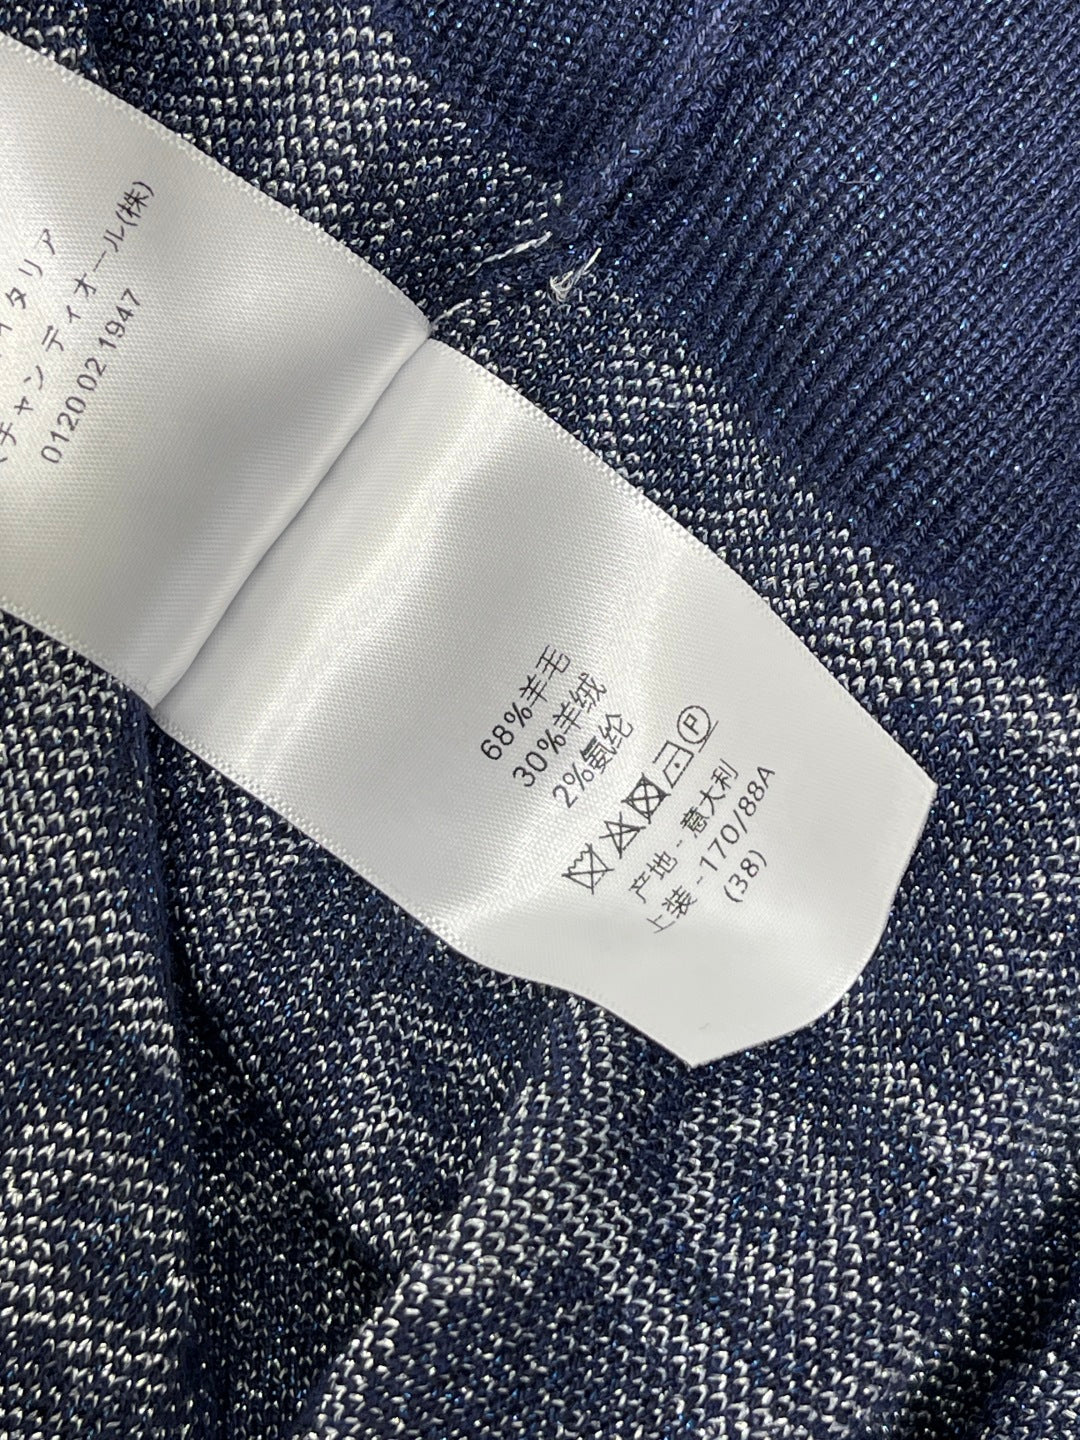 タリア
チャン ディオール(株)
0120 02 1947
68%羊毛
30%羊绒
2%氨纶
P
产地 - 意大利
上装 - 170/88A
(38)